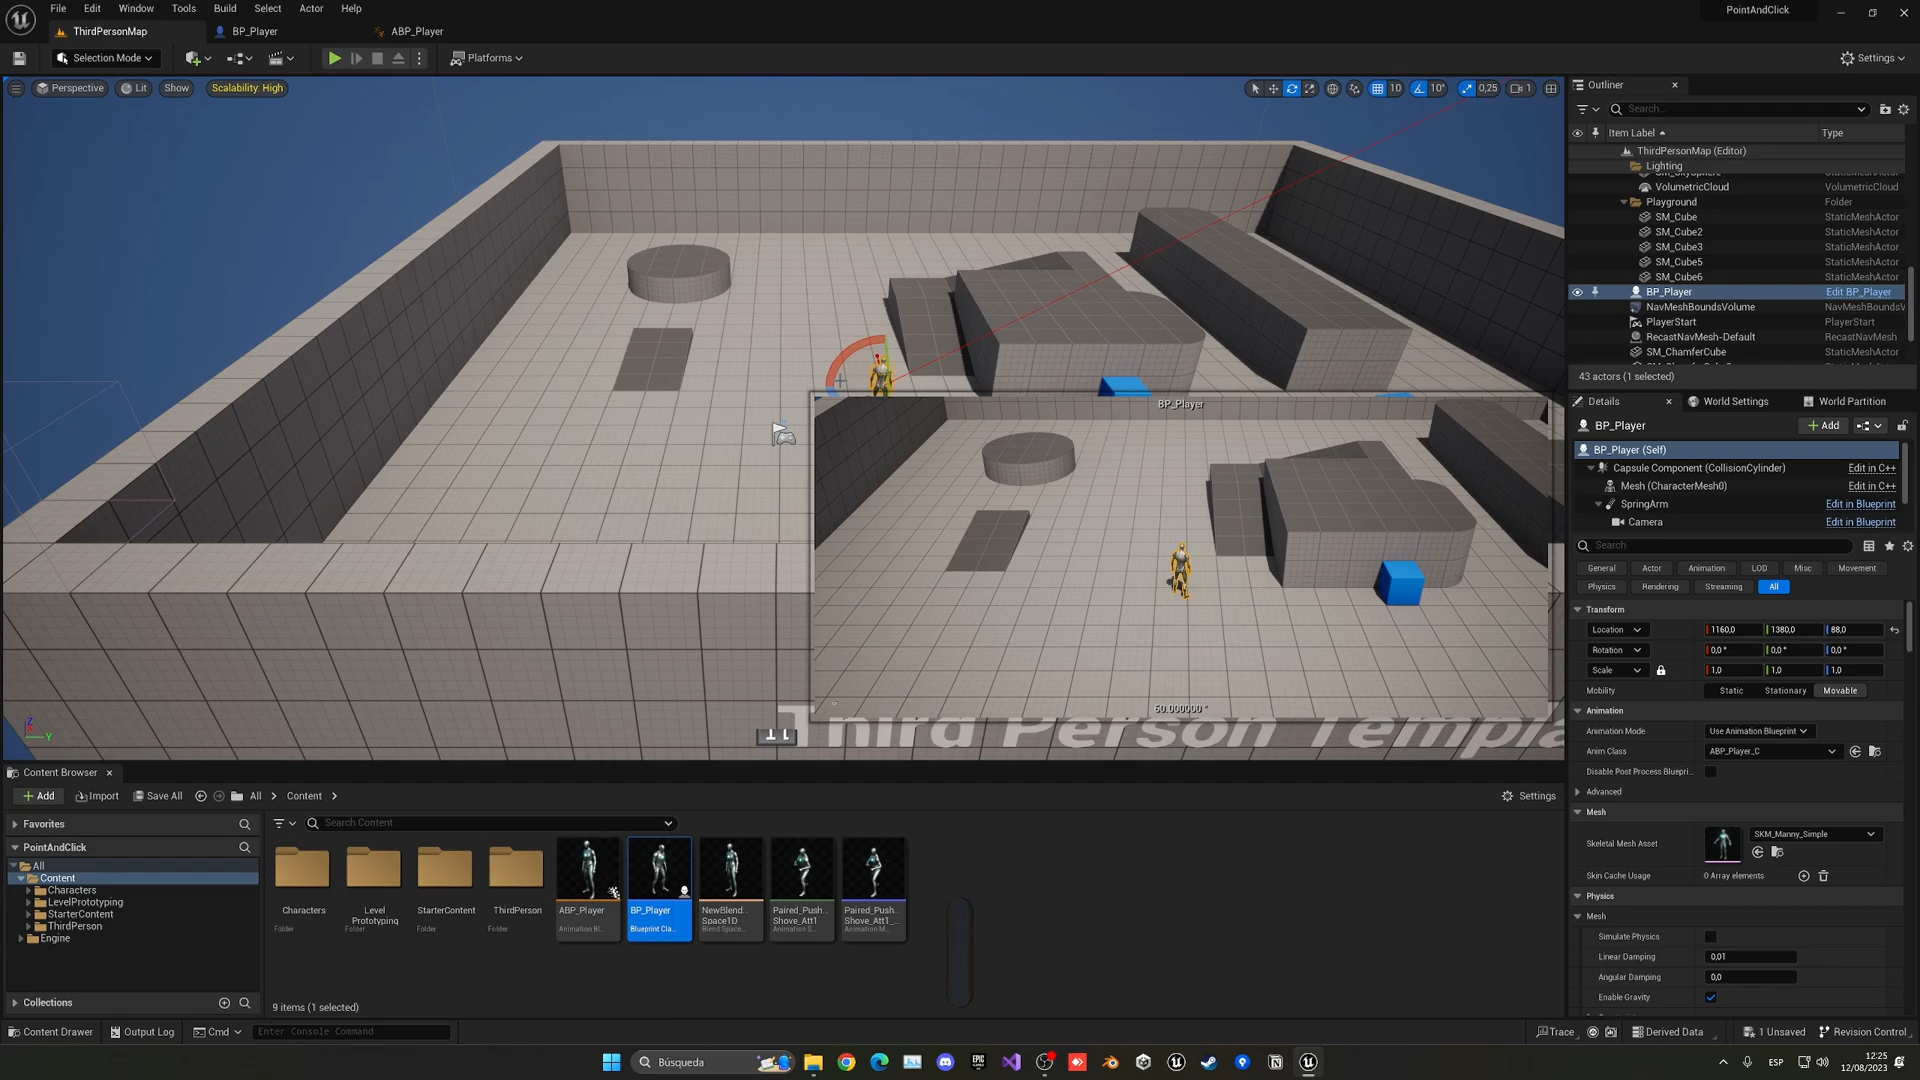 File Edit Window Tools Build Select Actor Help
PointAndClick
ThirdPersonMap
BP_Player
ABP_Player
Selection Mode
Platforms
Settings
Perspective
Lit
Show
Scalability: High
10
10°
0,25
1
Outliner
Search...
Item Label
Type
ThirdPersonMap (Editor)
Lighting
VolumetricCloud VolumetricCloud
Playground Folder
SM_Cube StaticMeshActor
SM_Cube2 StaticMeshActor
SM_Cube3 StaticMeshActor
SM_Cube5 StaticMeshActor
SM_Cube6 StaticMeshActor
BP_Player Edit BP_Player
NavMeshBoundsVolume NavMeshBoundsV
PlayerStart PlayerStart
RecastNavMesh-Default RecastNavMesh
SM_ChamferCube StaticMeshActor
43 actors (1 selected)
BP_Player
50.000000 °
Third Person Templa
Z
Y
Details
World Settings
World Partition
BP_Player
Add
BP_Player (Self)
Capsule Component (CollisionCylinder) Edit in C++
Mesh (CharacterMesh0) Edit in C++
SpringArm Edit in Blueprint
Camera Edit in Blueprint
Search
General Actor Animation LOD Misc Movement
Physics Rendering Streaming All
Transform
Location 1160,0 1380,0 88,0
Rotation 0,0 ° 0,0 ° 0,0 °
Scale 1,0 1,0 1,0
Mobility Static Stationary Movable
Animation
Animation Mode Use Animation Blueprint
Anim Class ABP_Player_C
Disable Post Process Bluepri...
Advanced
Mesh
Skeletal Mesh Asset SKM_Manny_Simple
Skin Cache Usage 0 Array elements
Physics
Mesh
Simulate Physics
Linear Damping 0,01
Angular Damping 0,0
Enable Gravity
Content Browser
Add
Import
Save All
All
Content
Settings
Favorites
PointAndClick
All
Content
Characters
LevelPrototyping
StarterContent
ThirdPerson
Engine
Collections
Search Content
Characters
Folder
Level
Prototyping
Folder
StarterContent
Folder
ThirdPerson
Folder
ABP_Player
Animation Bl...
BP_Player
Blueprint Cla...
NewBlend...
Space1D
Blend Space...
Paired_Push...
Shove_Att1
Animation S...
Paired_Push...
Shove_Att1_...
Animation M...
9 items (1 selected)
Content Drawer
Output Log
Cmd
Enter Console Command
Trace
Derived Data
1 Unsaved
Revision Control
Búsqueda
ESP
12:25
12/08/2023